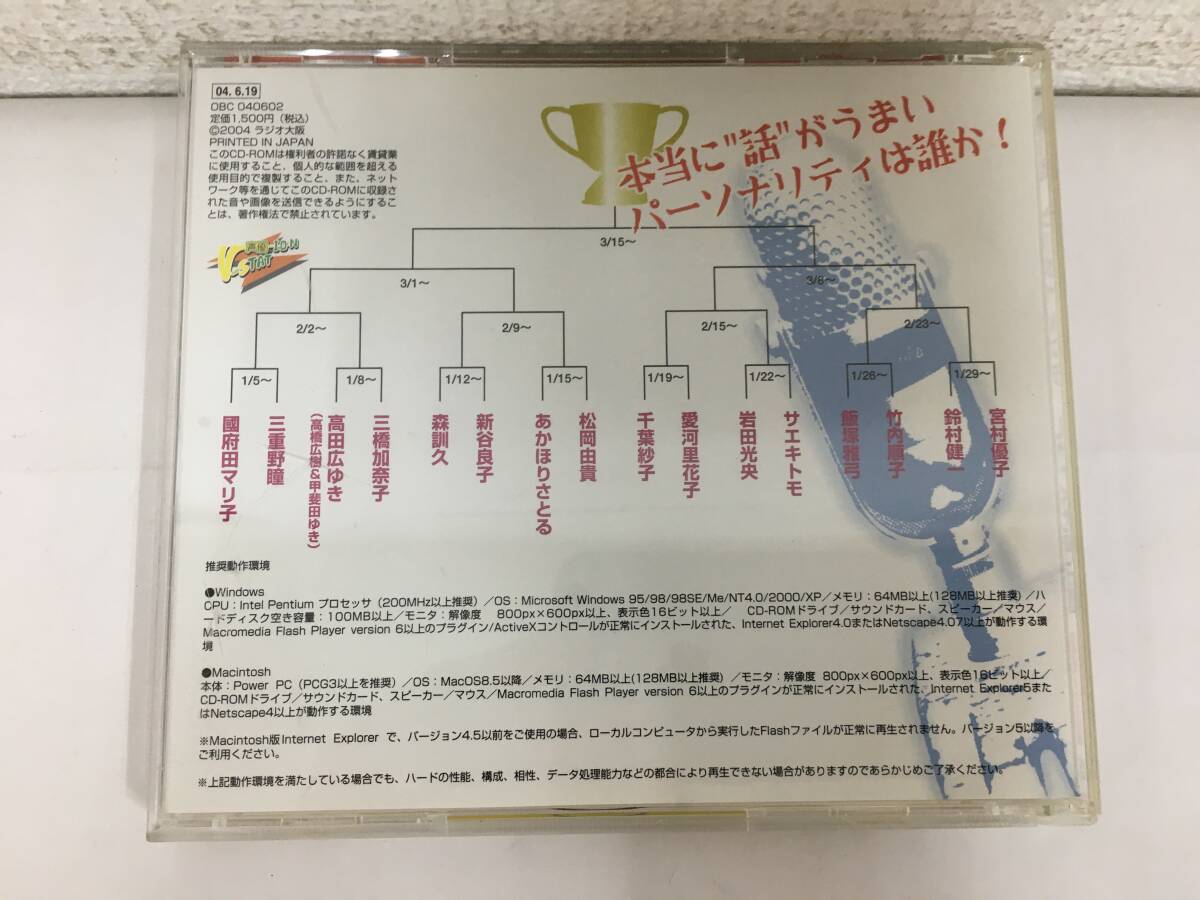 04. 6.19
OBC 040602
定価1,500円(税込)
©2004 ラジオ大阪
PRINTED IN JAPAN
このCD-ROMは権利者の許諾なく賃貸業
に使用すること、個人的な範囲を超える
使用目的で複製すること、また、ネット
ワーク等を通じてこのCD-ROMに収録さ
れた音や画像を送信できるようにするこ
とは、著作権法で禁止されています。
本当に"話"がうまい
パーソナリティは誰か!
V-STAT
3/15~
3/1~
3/8~
2/2~
2/9~
2/15~
2/23~
1/5~
1/8~
1/12~
1/15~
1/19~
1/22~
1/26~
1/29~
國府田マリ子
三重野瞳
高田広ゆき
(高橋広樹&甲斐田ゆき)
三橋加奈子
森訓久
新谷良子
あかほりさとる
松岡由貴
千葉紗子
愛河里花子
岩田光央
サエキトモ
飯塚雅弓
竹内順子
鈴村健一
宮村優子
推奨動作環境
●Windows
CPU:Intel Pentium プロセッサ(200MHz以上推奨)/OS:Microsoft Windows 95/98/98SE/Me/NT4.0/2000/XP/メモリ:64MB以上(128MB以上推奨)/ハ
ードディスク空き容量:100MB以上/モニタ:解像度 800px×600px以上、表示色16ビット以上/ CD-ROMドライブ/サウンドカード、スピーカー/マウス/
Macromedia Flash Player version 6以上のプラグイン/ActiveXコントロールが正常にインストールされた、Internet Explorer4.0またはNetscape4.07以上が動作する環
境
●Macintosh
本体:Power PC(PCG3以上を推奨)/OS:MacOS8.5以降/メモリ:64MB以上(128MB以上推奨)/モニタ:解像度 800px×600px以上、表示色16ビット以上/
CD-ROMドライブ/サウンドカード、スピーカー/マウス/Macromedia Flash Player version 6以上のプラグインが正常にインストールされた、Internet Explorer5また
はNetscape4以上が動作する環境
※Macintosh版Internet Explorer で、バージョン4.5以前をご使用の場合、ローカルコンピュータから実行したFlashファイルが正常に再生されません。バージョン5以降を
ご利用ください。
※上記動作環境を満たしている場合でも、ハードの性能、構成、相性、データ処理能力などの都合により再生できない場合がありますのであらかじめご了承ください。